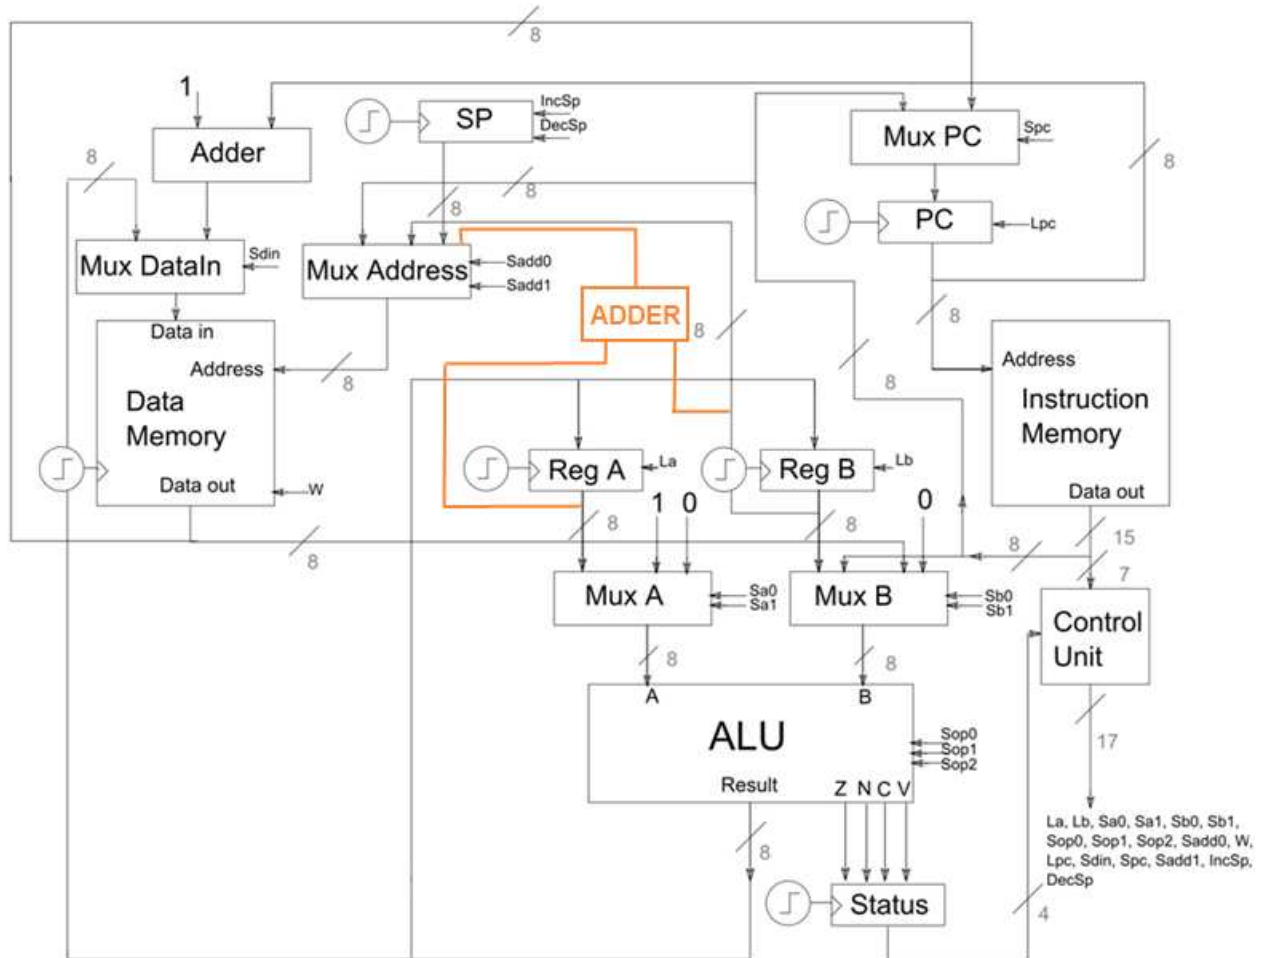 8
1
SP
IncSp
DecSp
Adder
Mux PC
Spc
8
8
8
8
PC
Lpc
Mux DataIn
Sdin
Mux Address
Sadd0
Sadd1
ADDER
8
8
Data in
Address
8
Data
Memory
Data out
W
8
8
Address
Instruction
Memory
Data out
Reg A
La
Reg B
Lb
1 0
0
8
8
8
15
7
8
Mux A
Sa0
Sa1
Mux B
Sb0
Sb1
Control
Unit
8
8
A
B
ALU
Sop0
Sop1
Sop2
Result
Z N C V
17
8
La, Lb, Sa0, Sa1, Sb0, Sb1,
Sop0, Sop1, Sop2, Sadd0, W,
Lpc, Sdin, Spc, Sadd1, IncSp,
DecSp
Status
4